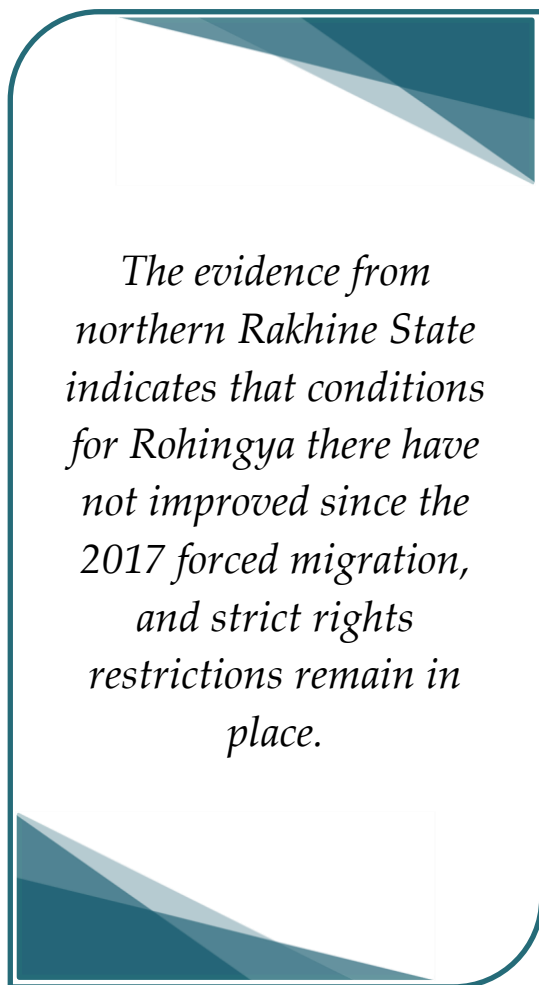 The evidence from
northern Rakhine State
indicates that conditions
for Rohingya there have
not improved since the
2017 forced migration,
and strict rights
restrictions remain in
place.